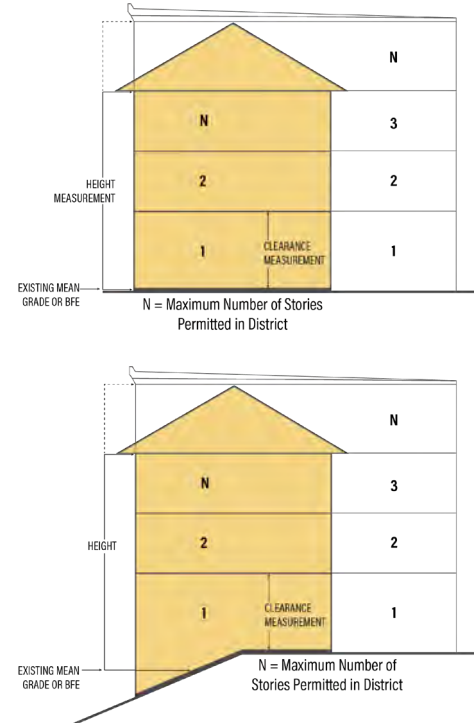 N
N
3
HEIGHT
MEASUREMENT
2
2
1
CLEARANCE
MEASUREMENT
1
EXISTING MEAN
GRADE OR BFE
N = Maximum Number of Stories
Permitted in District
N
N
3
HEIGHT
2
2
1
CLEARANCE
MEASUREMENT
1
EXISTING MEAN
GRADE OR BFE
N = Maximum Number of
Stories Permitted in District